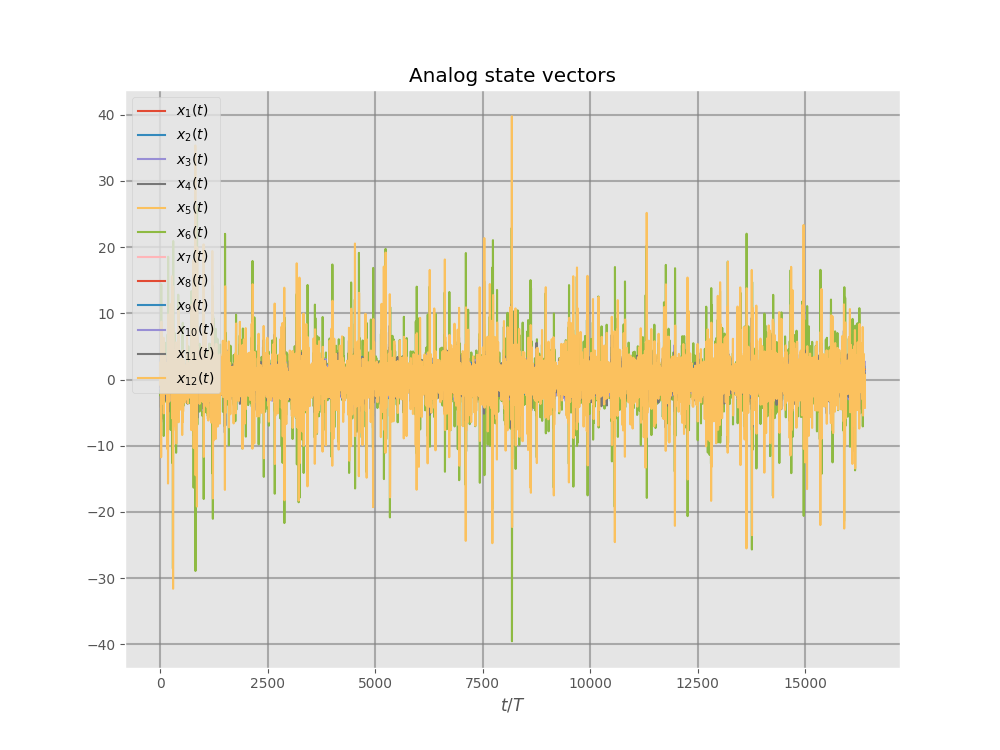 Analog state vectors
40
30
20
10
0
−10
−20
−30
−40
x₁(t)
x₂(t)
x₃(t)
x₄(t)
x₅(t)
x₆(t)
x₇(t)
x₈(t)
x₉(t)
x₁₀(t)
x₁₁(t)
x₁₂(t)
0 2500 5000 7500 10000 12500 15000
t/T